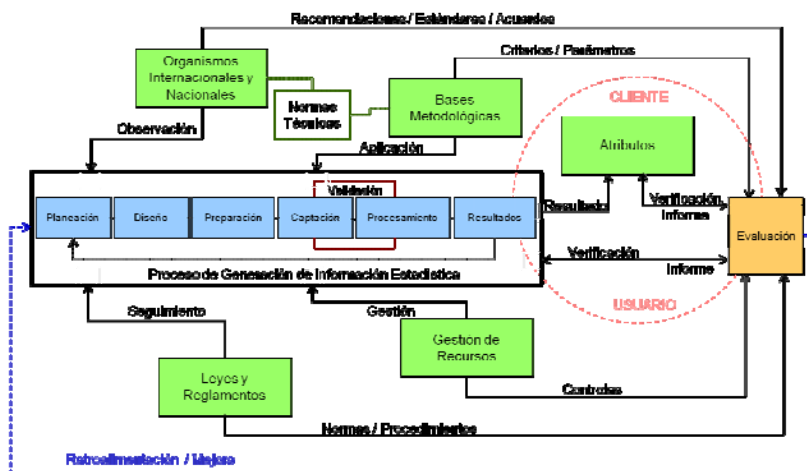 Recomendaciones / Estándares / Acuerdos
Organismos
Internacionales y
Nacionales
Criterios / Parámetros
Normas
Técnicas
Bases
Metodológicas
CLIENTE
Observación
Aplicación
Atributos
Validación
Resultado
Verificación
Informe
Planeación
Diseño
Preparación
Captación
Procesamiento
Resultados
Evaluación
Verificación
Informe
Proceso de Generación de Información Estadística
Seguimiento
Gestión
USUARIO
Gestión de
Recursos
Leyes y
Reglamentos
Controles
Normas / Procedimientos
Retroalimentación / Mejora